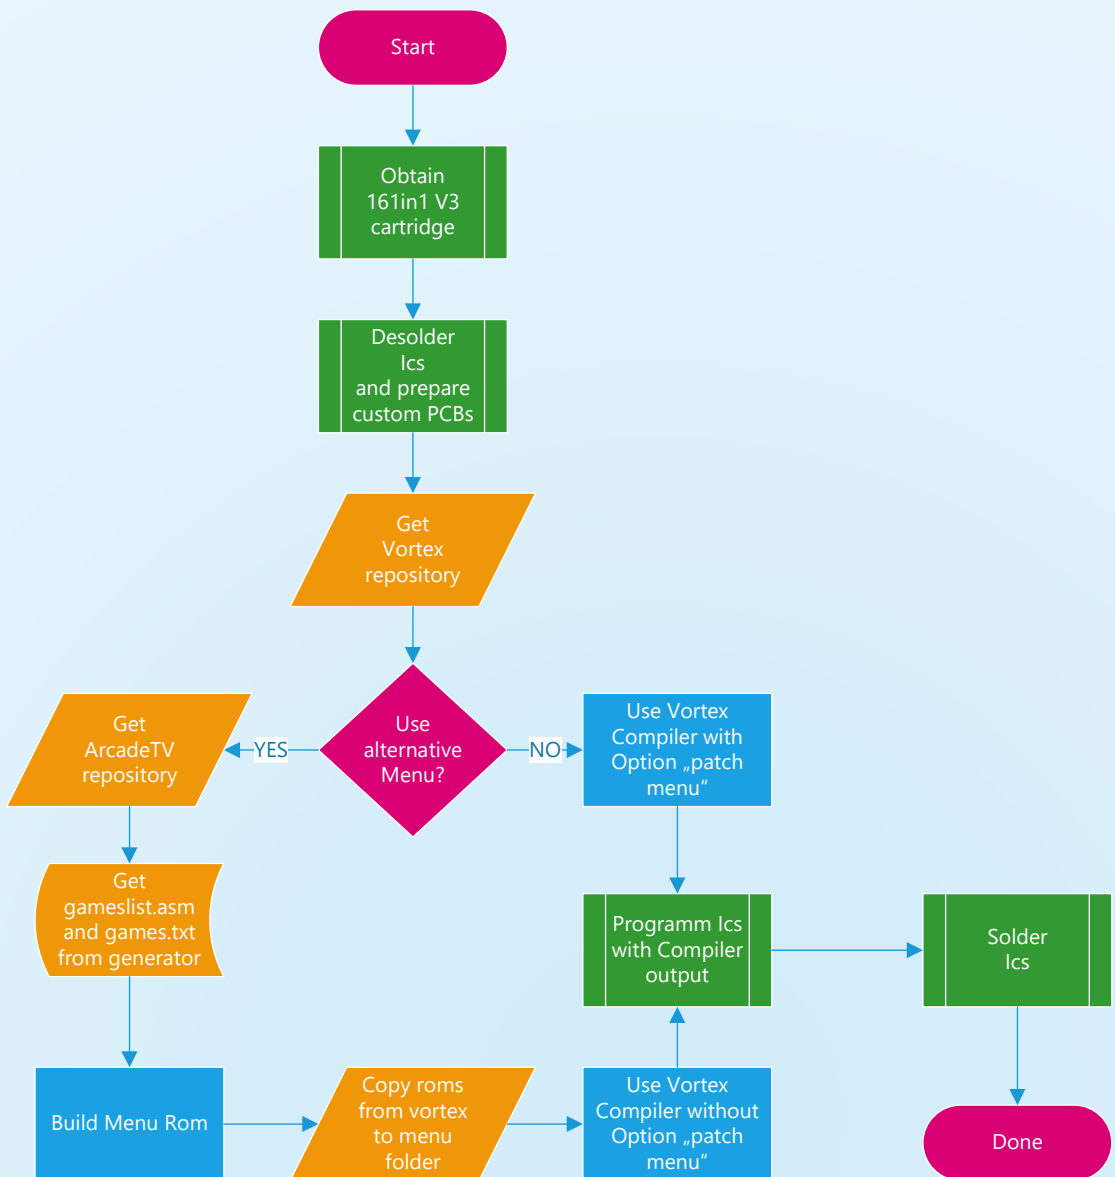 Start
Obtain
161in1 V3
cartridge
Desolder
Ics
and prepare
custom PCBs
Get
Vortex
repository
Use
alternative
Menu?
YES
NO
Get
ArcadeTV
repository
Use Vortex
Compiler with
Option „patch
menu“
Get
gameslist.asm
and games.txt
from generator
Programm Ics
with Compiler
output
Solder
Ics
Build Menu Rom
Copy roms
from vortex
to menu
folder
Use Vortex
Compiler without
Option „patch
menu“
Done